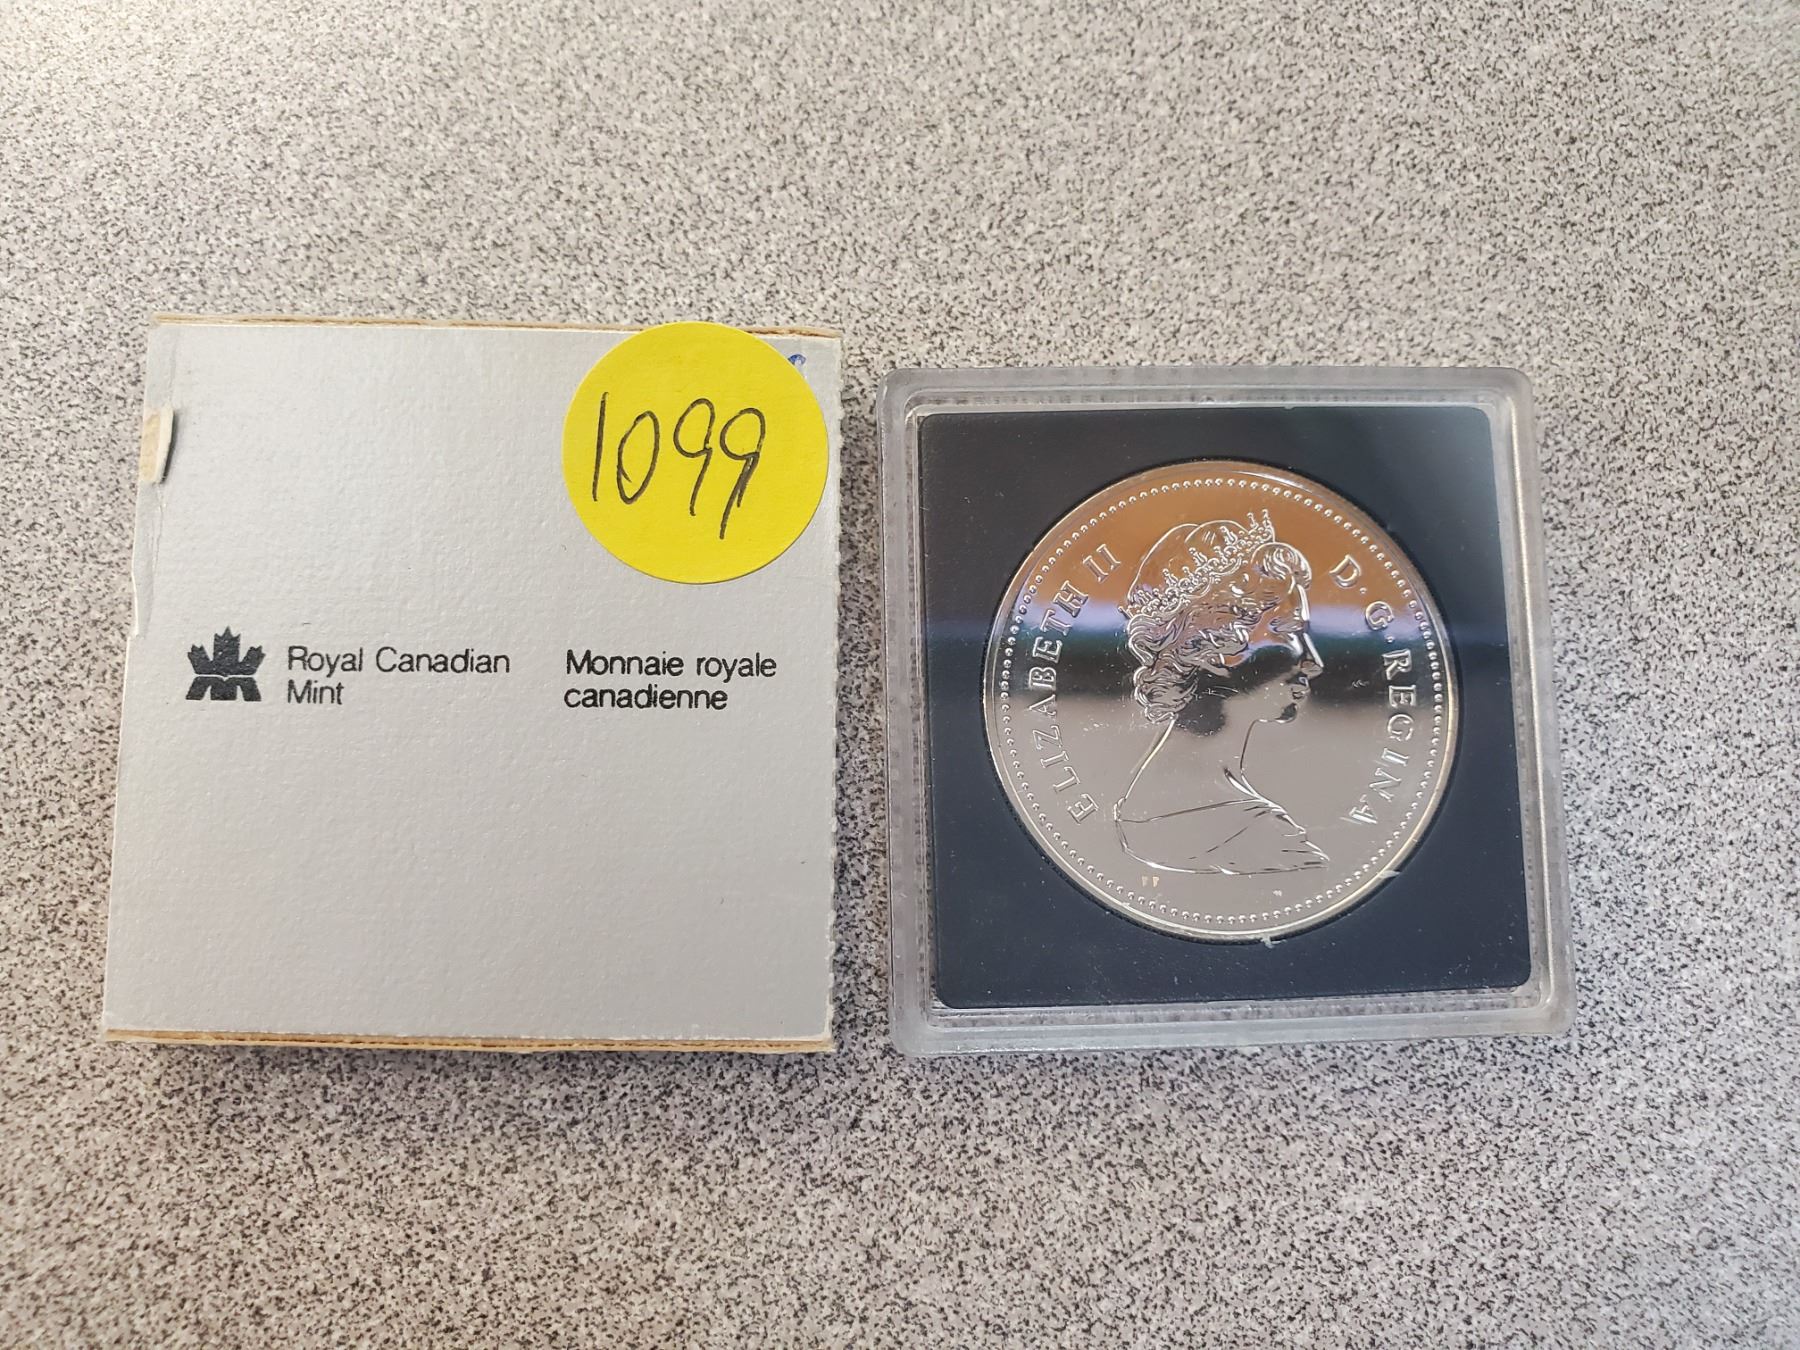 1099
Royal Canadian
Mint
Monnaie royale
canadienne
ELIZABETH II D.G.REGINA